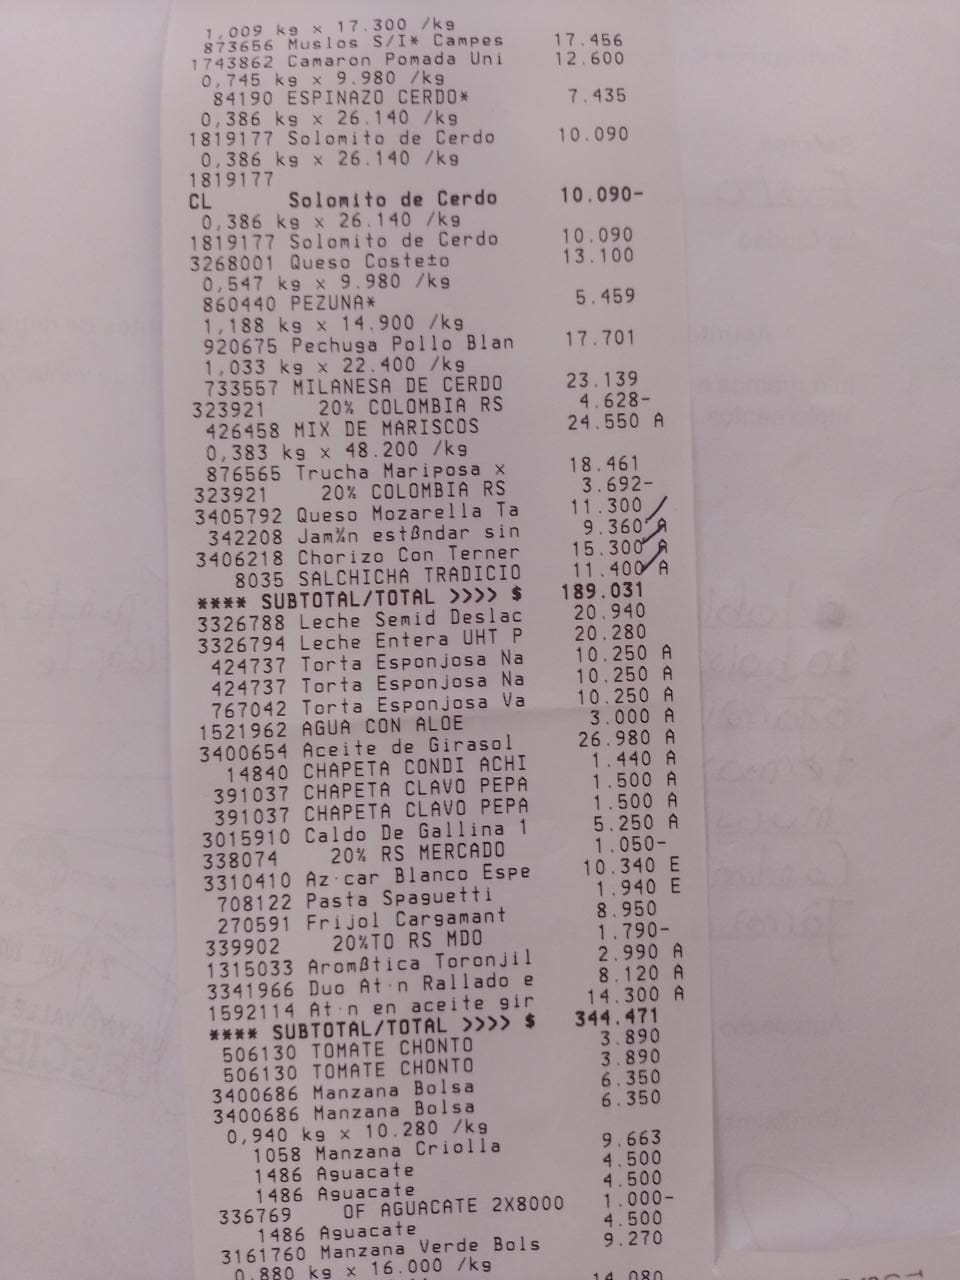 1,009 kg x 17.300 /kg
873656 Muslos S/I* Campes 17.456
1743862 Camaron Pomada Uni 12.600
0,745 kg x 9.980 /kg
84190 ESPINAZO CERDO* 7.435
0,386 kg x 26.140 /kg
1819177 Solomito de Cerdo 10.090
0,386 kg x 26.140 /kg
1819177
CL Solomito de Cerdo 10.090-
0,386 kg x 26.140 /kg
1819177 Solomito de Cerdo 10.090
3268001 Queso Coste±o 13.100
0,547 kg x 9.980 /kg
860440 PEZUNA* 5.459
1,188 kg x 14.900 /kg
920675 Pechuga Pollo Blan 17.701
1,033 kg x 22.400 /kg
733557 MILANESA DE CERDO 23.139
323921 20% COLOMBIA RS 4.628-
426458 MIX DE MARISCOS 24.550 A
0,383 kg x 48.200 /kg
876565 Trucha Mariposa x 18.461
323921 20% COLOMBIA RS 3.692-
3405792 Queso Mozarella Ta 11.300
342208 Jam¾n estßndar sin 9.360 A
3406218 Chorizo Con Terner 15.300 A
8035 SALCHICHA TRADICIO 11.400 A
**** SUBTOTAL/TOTAL >>>> $ 189.031
3326788 Leche Semid Deslac 20.940
3326794 Leche Entera UHT P 20.280
424737 Torta Esponjosa Na 10.250 A
424737 Torta Esponjosa Na 10.250 A
767042 Torta Esponjosa Va 10.250 A
1521962 AGUA CON ALOE 3.000 A
3400654 Aceite de Girasol 26.980 A
14840 CHAPETA CONDI ACHI 1.440 A
391037 CHAPETA CLAVO PEPA 1.500 A
391037 CHAPETA CLAVO PEPA 1.500 A
3015910 Caldo De Gallina 1 5.250 A
338074 20% RS MERCADO 1.050-
3310410 Az·car Blanco Espe 10.340 E
708122 Pasta Spaguetti 1.940 E
270591 Frijol Cargamant 8.950
339902 20%TO RS MDO 1.790-
1315033 Aromßtica Toronjil 2.990 A
3341966 Duo At·n Rallado e 8.120 A
1592114 At·n en aceite gir 14.300 A
**** SUBTOTAL/TOTAL >>>> $ 344.471
506130 TOMATE CHONTO 3.890
506130 TOMATE CHONTO 3.890
3400686 Manzana Bolsa 6.350
3400686 Manzana Bolsa 6.350
0,940 kg x 10.280 /kg
1058 Manzana Criolla 9.663
1486 Aguacate 4.500
1486 Aguacate 4.500
336769 OF AGUACATE 2X8000 1.000-
1486 Aguacate 4.500
3161760 Manzana Verde Bols 9.270
0,880 kg x 16.000 /kg
14.080